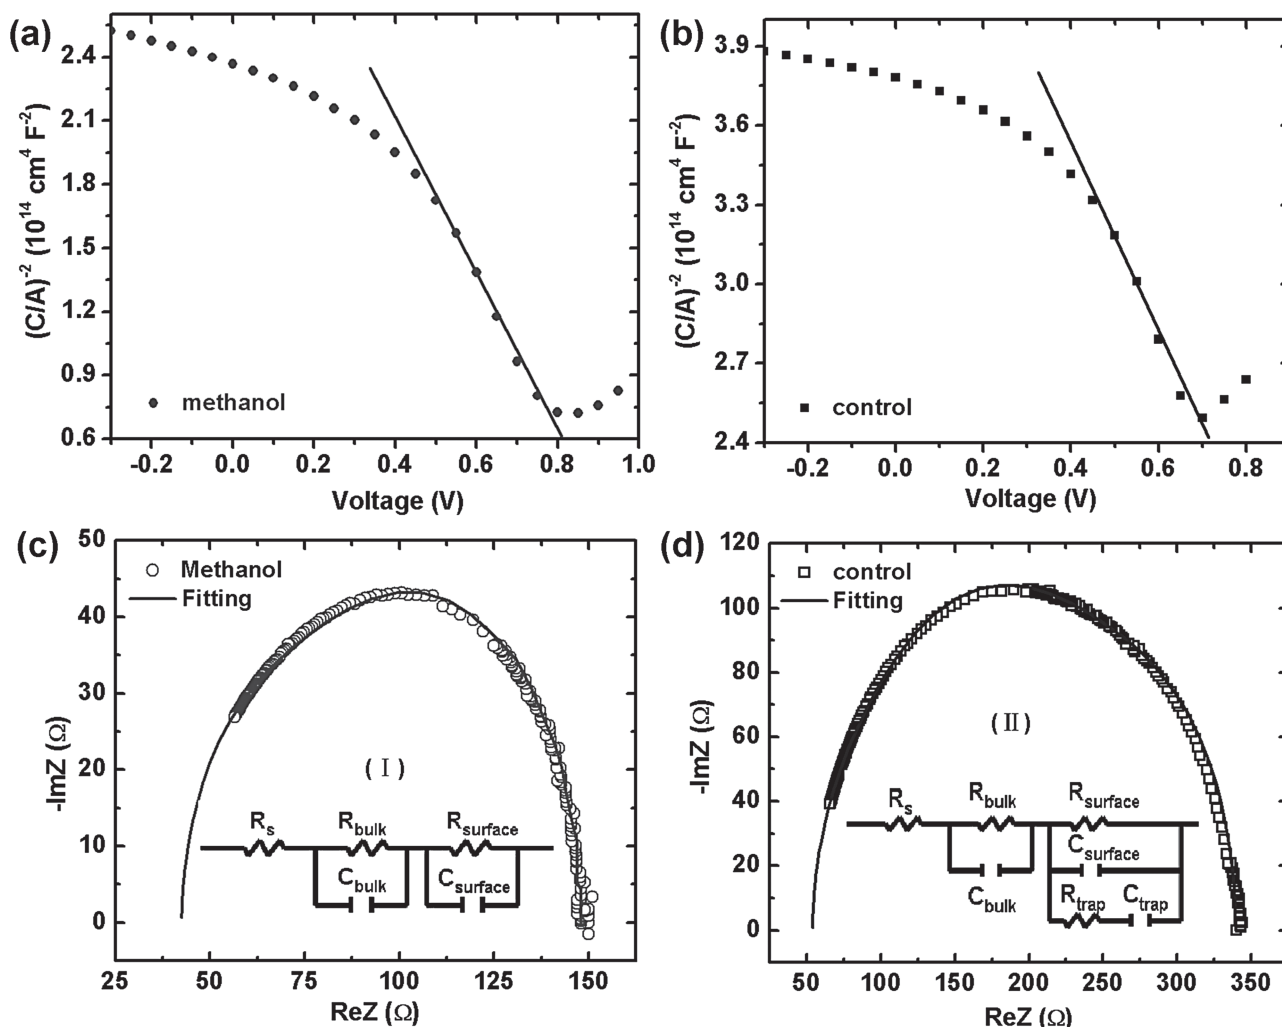 (a)
(C/A)⁻² (10¹⁴ cm⁴ F⁻²)
2.4
2.1
1.8
1.5
1.2
0.9
0.6
methanol
-0.2 0.0 0.2 0.4 0.6 0.8 1.0
Voltage (V)
(b)
(C/A)⁻² (10¹⁴ cm⁴ F⁻²)
3.9
3.6
3.3
3.0
2.7
2.4
control
-0.2 0.0 0.2 0.4 0.6 0.8
Voltage (V)
(c)
-ImZ (Ω)
50
40
30
20
10
0
Methanol
Fitting
(Ⅰ)
Rs Rbulk Rsurface
Cbulk Csurface
25 50 75 100 125 150
ReZ (Ω)
(d)
-ImZ (Ω)
120
100
80
60
40
20
0
control
Fitting
(Ⅱ)
Rs Rbulk Rsurface
Csurface
Cbulk Rtrap Ctrap
50 100 150 200 250 300 350
ReZ (Ω)